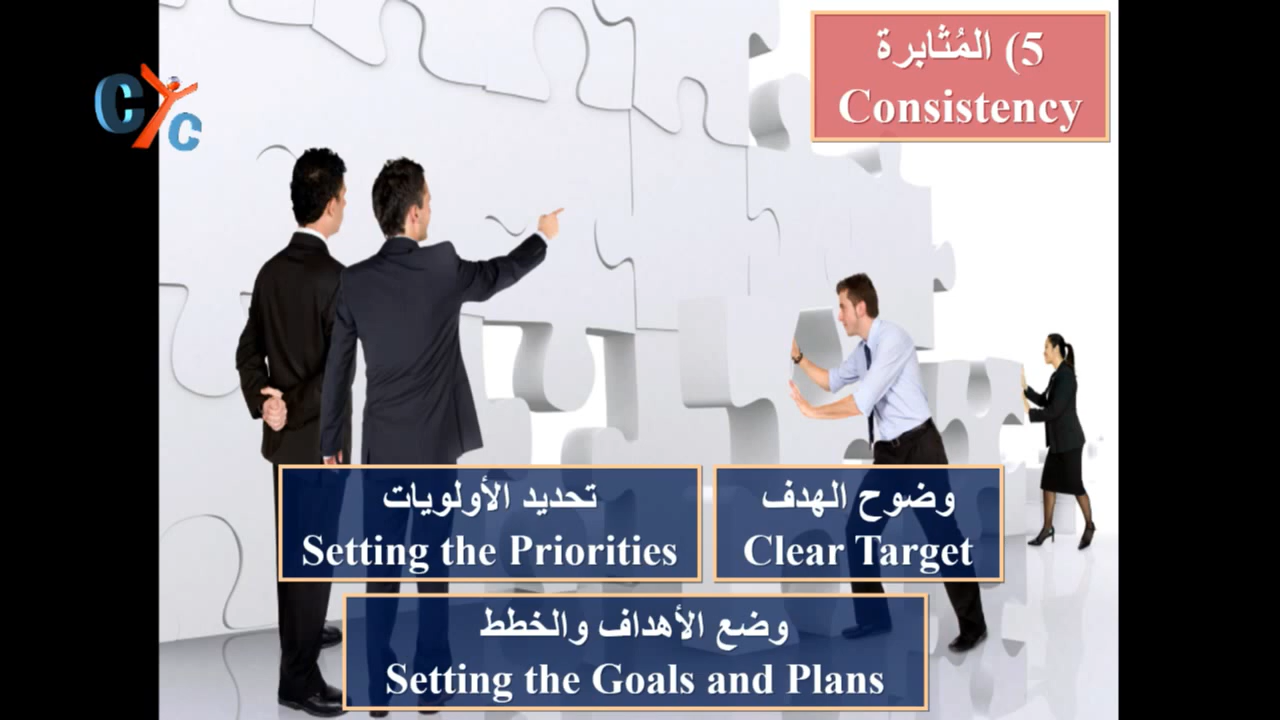 CYC
5) المُثابرة
Consistency
وضوح الهدف
Clear Target
تحديد الأولويات
Setting the Priorities
وضع الأهداف والخطط
Setting the Goals and Plans